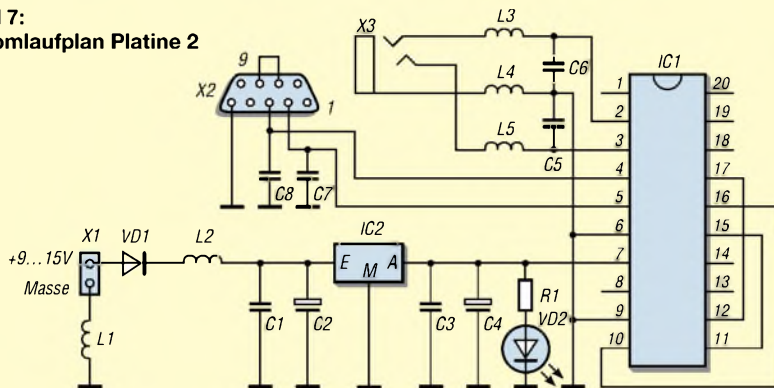 17:
omlaufplan Platine 2
X3
L3
IC1
9
C6
1
20
X2
L4
2
19
1
L5
3
18
C5
4
17
C8
C7
5
16
X1
VD1
L2
IC2
6
15
+9...15V
E
M
A
7
14
Masse
R1
8
13
C1
C2
C3
C4
VD2
9
12
L1
10
11